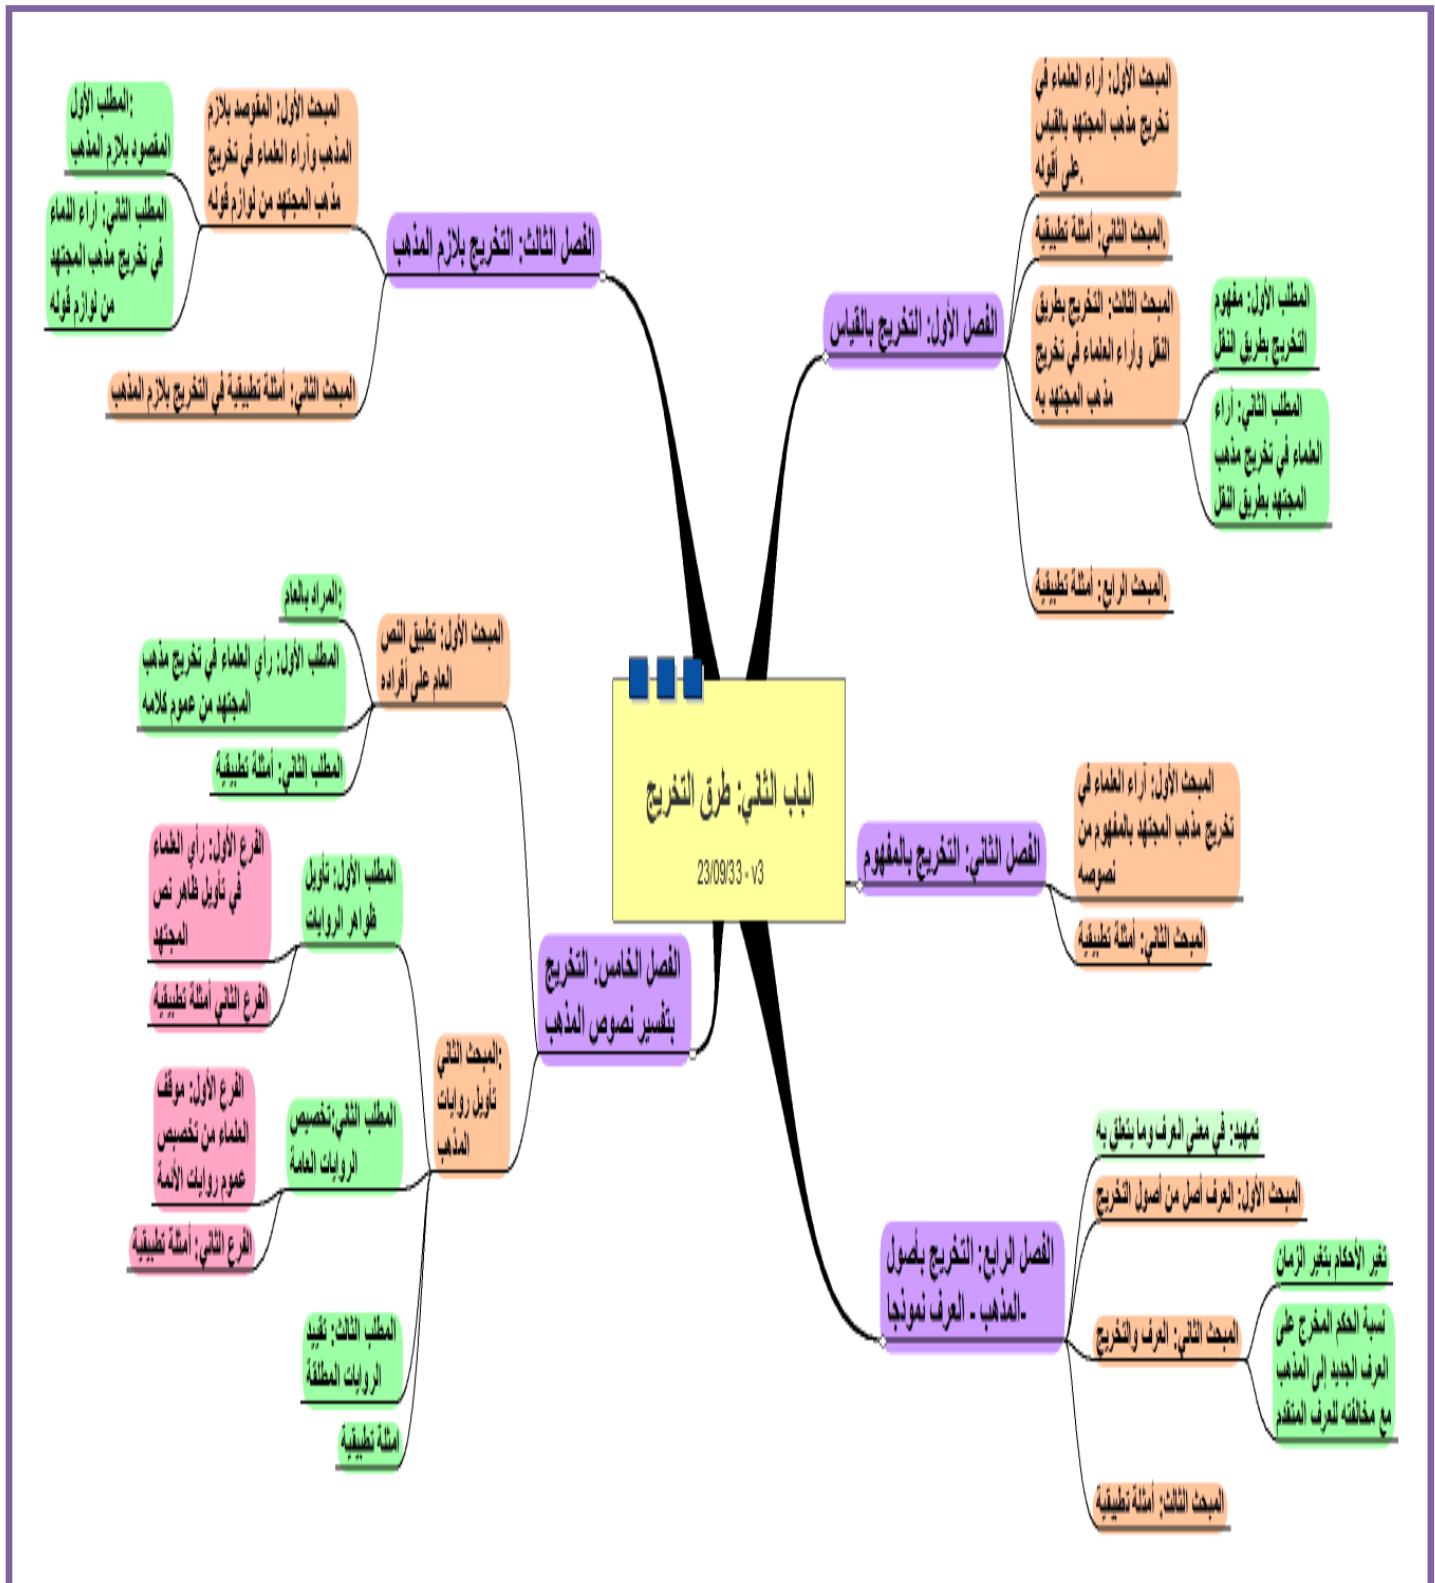 الباب الثاني: طرق التخريج
23/09/33 - v3
الفصل الأول: التخريج بالقياس
المبحث الأول: أراء العلماء في
تخريج مذهب المجتهد بالقياس
على أقوله.
المبحث الثاني: أمثلة تطبيقية.
المبحث الثالث: التخريج بطريق
النقل وأراء العلماء في تخريج
مذهب المجتهد به
المطلب الأول: مفهوم
التخريج بطريق النقل
المطلب الثاني: أراء
العلماء في تخريج مذهب
المجتهد بطريق النقل
المبحث الرابع: أمثلة تطبيقية.
الفصل الثاني: التخريج بالمفهوم
المبحث الأول: أراء العلماء في
تخريج مذهب المجتهد بالمفهوم من
نصوصه
المبحث الثاني: أمثلة تطبيقية
الفصل الثالث: التخريج بلازم المذهب
المبحث الأول: المقوصد بلازم
المذهب وأراء العلماء في تخريج
مذهب المجتهد من لوازم قوله
المطلب الأول:
المقصود بلازم المذهب
المطلب الثاني: أراء اللماء
في تخريج مذهب المجتهد
من لوازم قوله
المبحث الثاني: أمثلة تطبيقية في التخريج بلازم المذهب
الفصل الرابع: التخريج بأصول
المذهب - العرف نموذجا-
تمهيد: في معنى العرف وما يتعلق به
المبحث الأول: العرف أصل من أصول التخريج
المبحث الثاني: العرف والتخريج
تغير الأحكام بتغير الزمان
نسبة الحكم المخرج على
العرف الجديد إلى المذهب
مع مخالفته للعرف المتقدم
المبحث الثالث: أمثلة تطبيقية
الفصل الخامس: التخريج
بتفسير نصوص المذهب
المبحث الأول: تطبيق النص
العام على أفراده
المراد بالعام:
المطلب الأول: رأي العلماء في تخريج مذهب
المجتهد من عموم كلامه
المطلب الثاني: أمثلة تطبيقية
المبحث الثاني:
تأويل روايات
المذهب
المطلب الأول: تأويل
ظواهر الروايات
الفرع الأول: رأي العلماء
في تأويل ظاهر نص
المجتهد
الفرع الثاني أمثلة تطبيقية
المطلب الثاني:تخصيص
الروايات العامة
الفرع الأول: موقف
العلماء من تخصيص
عموم روايات الأئمة
الفرع الثاني: أمثلة تطبيقية
المطلب الثالث: تقييد
الروايات المطلقة
امثلة تطبيقية